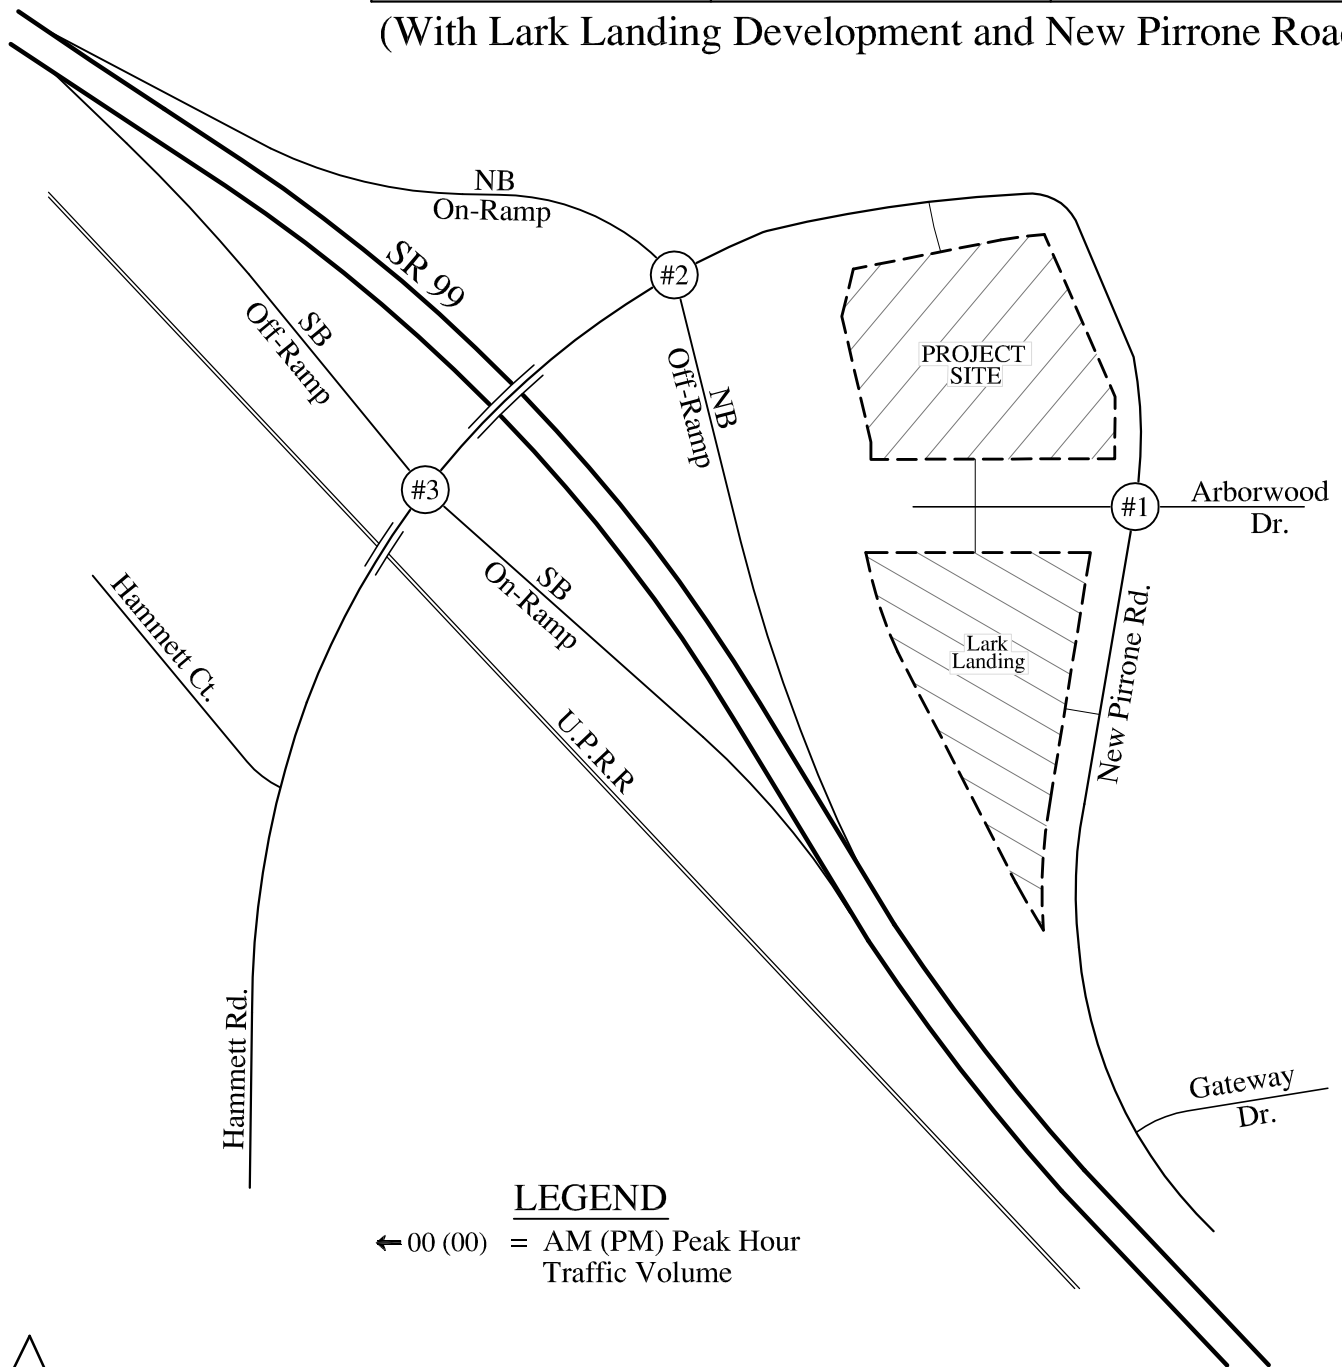 (With Lark Landing Development and New Pirrone
NB
On-Ramp
SR 99
#2
SB
Off-Ramp
NB
Off-Ramp
PROJECT
SITE
#3
#1
Arborwood
Dr.
SB
On-Ramp
Hammett Ct.
Lark
Landing
New Pirrone Rd.
U.P.R.R
Hammett Rd.
Gateway
Dr.
LEGEND
00 (00) = AM (PM) Peak Hour
Traffic Volume